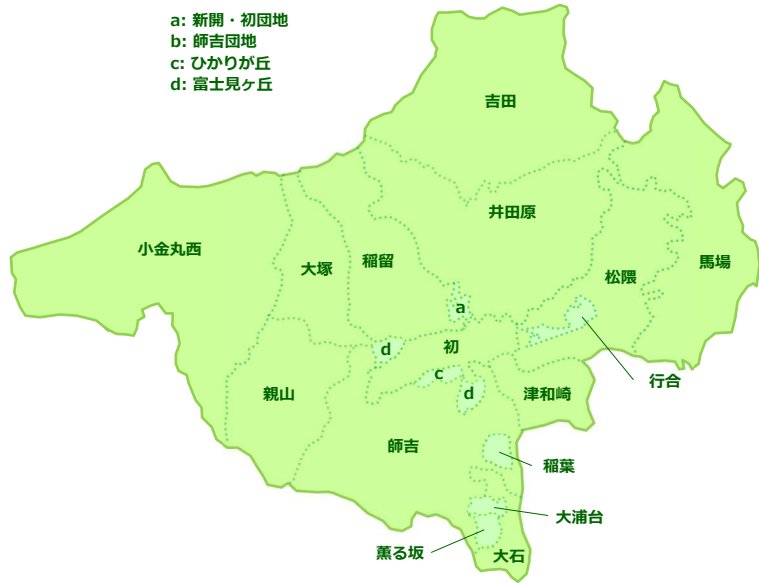 a: 新開・初団地
b: 師吉団地
c: ひかりが丘
d: 富士見ヶ丘
吉田
井田原
小金丸西
大塚
稲留
松隈
馬場
a
d
初
c
d
行合
親山
津和崎
師吉
稲葉
大浦台
薫る坂
大石